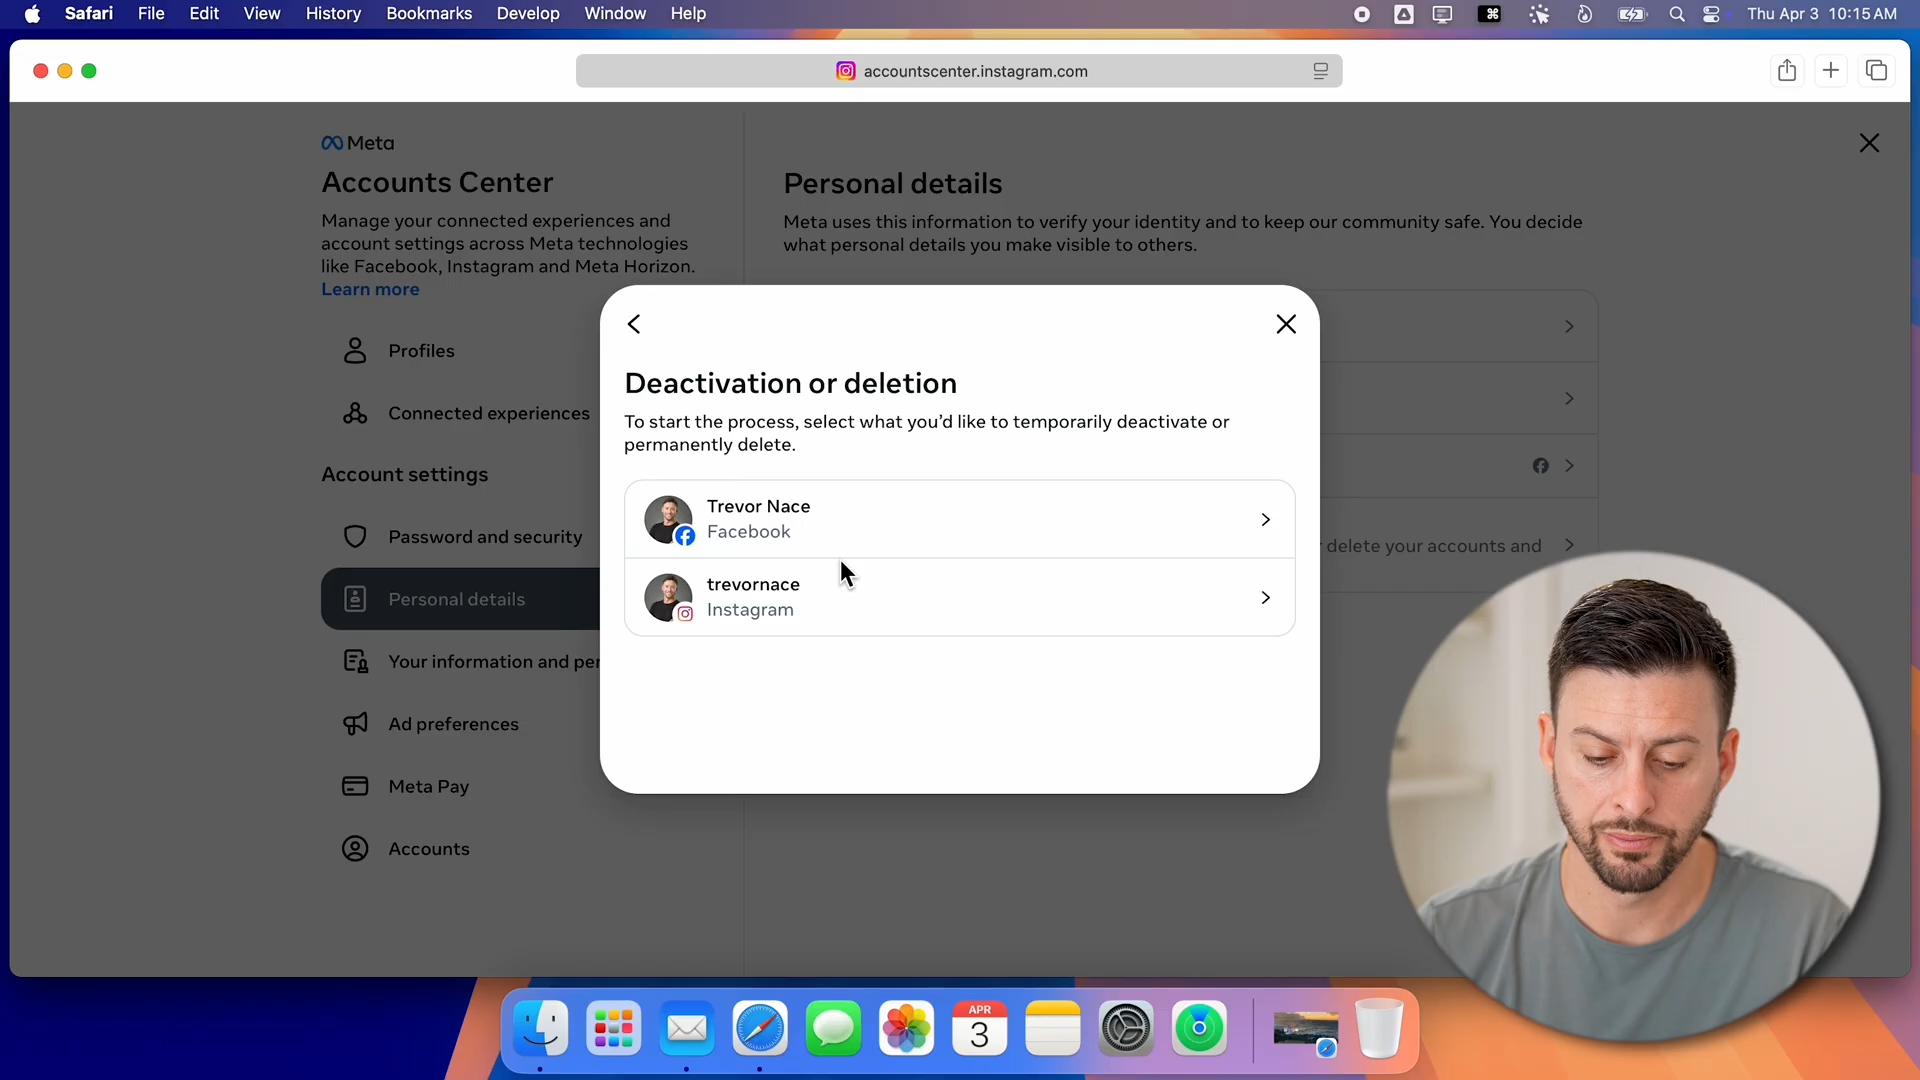 Safari File Edit View History Bookmarks Develop Window Help
Thu Apr 3 10:15 AM
accountscenter.instagram.com
Meta
Accounts Center
Manage your connected experiences and
account settings across Meta technologies
like Facebook, Instagram and Meta Horizon.
Learn more
Profiles
Connected experiences
Account settings
Password and security
Personal details
Your information and per
Ad preferences
Meta Pay
Accounts
Personal details
Meta uses this information to verify your identity and to keep our community safe. You decide
what personal details you make visible to others.
delete your accounts and
Deactivation or deletion
To start the process, select what you’d like to temporarily deactivate or
permanently delete.
Trevor Nace
Facebook
trevornace
Instagram
APR
3